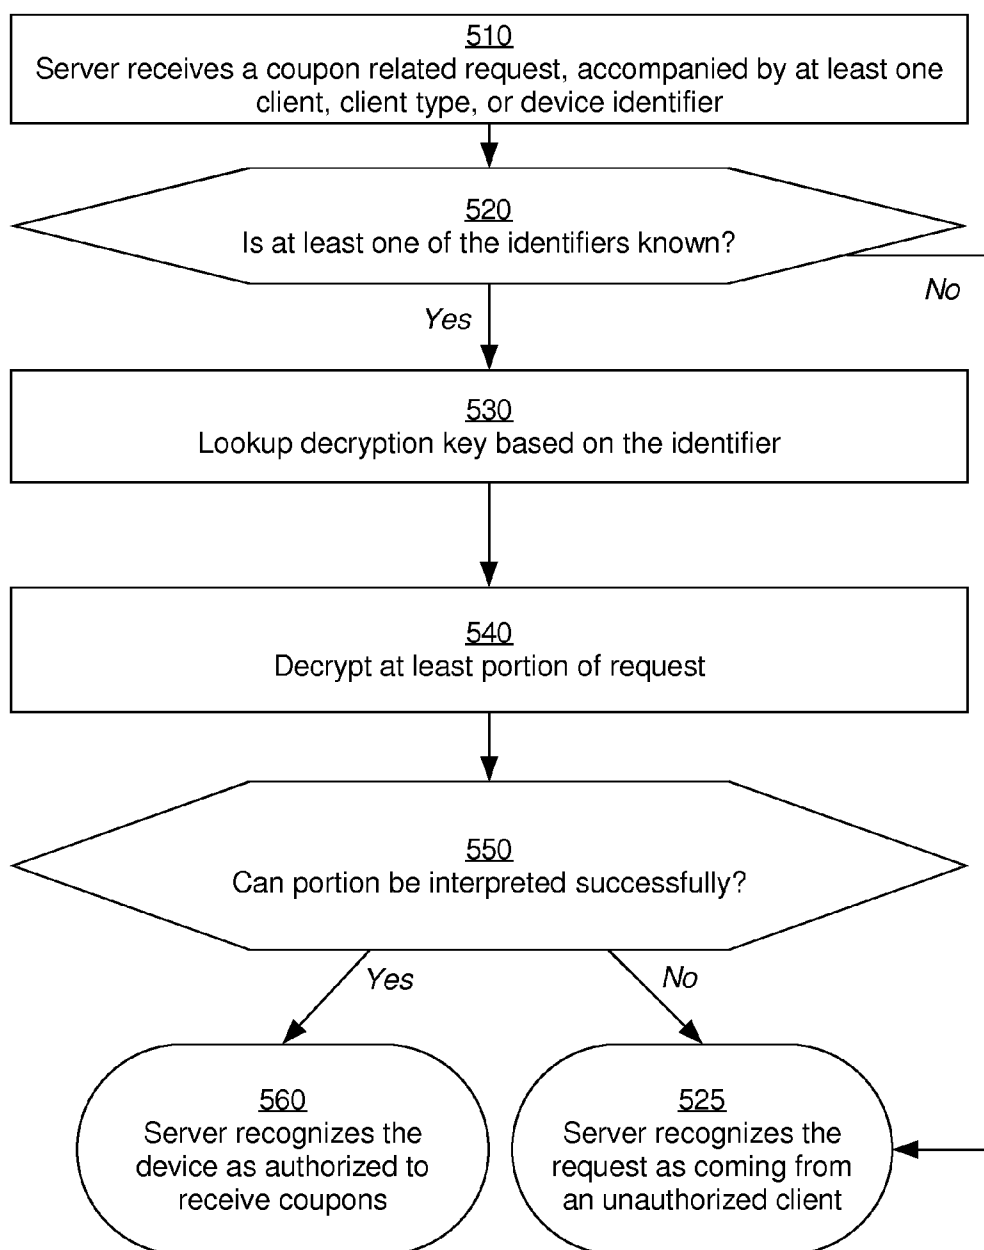 510
Server receives a coupon related request, accompanied by at least one
client, client type, or device identifier
520
Is at least one of the identifiers known?
No
Yes
530
Lookup decryption key based on the identifier
540
Decrypt at least portion of request
550
Can portion be interpreted successfully?
Yes
No
560
Server recognizes the
device as authorized to
receive coupons
525
Server recognizes the
request as coming from
an unauthorized client